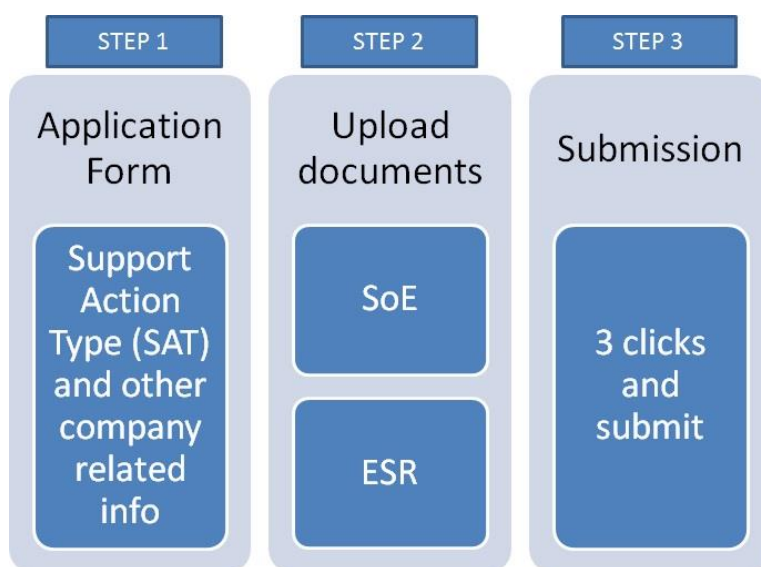 STEP 1
Application
Form
Support
Action
Type (SAT)
and other
company
related
info
STEP 2
Upload
documents
SoE
ESR
STEP 3
Submission
3 clicks
and
submit